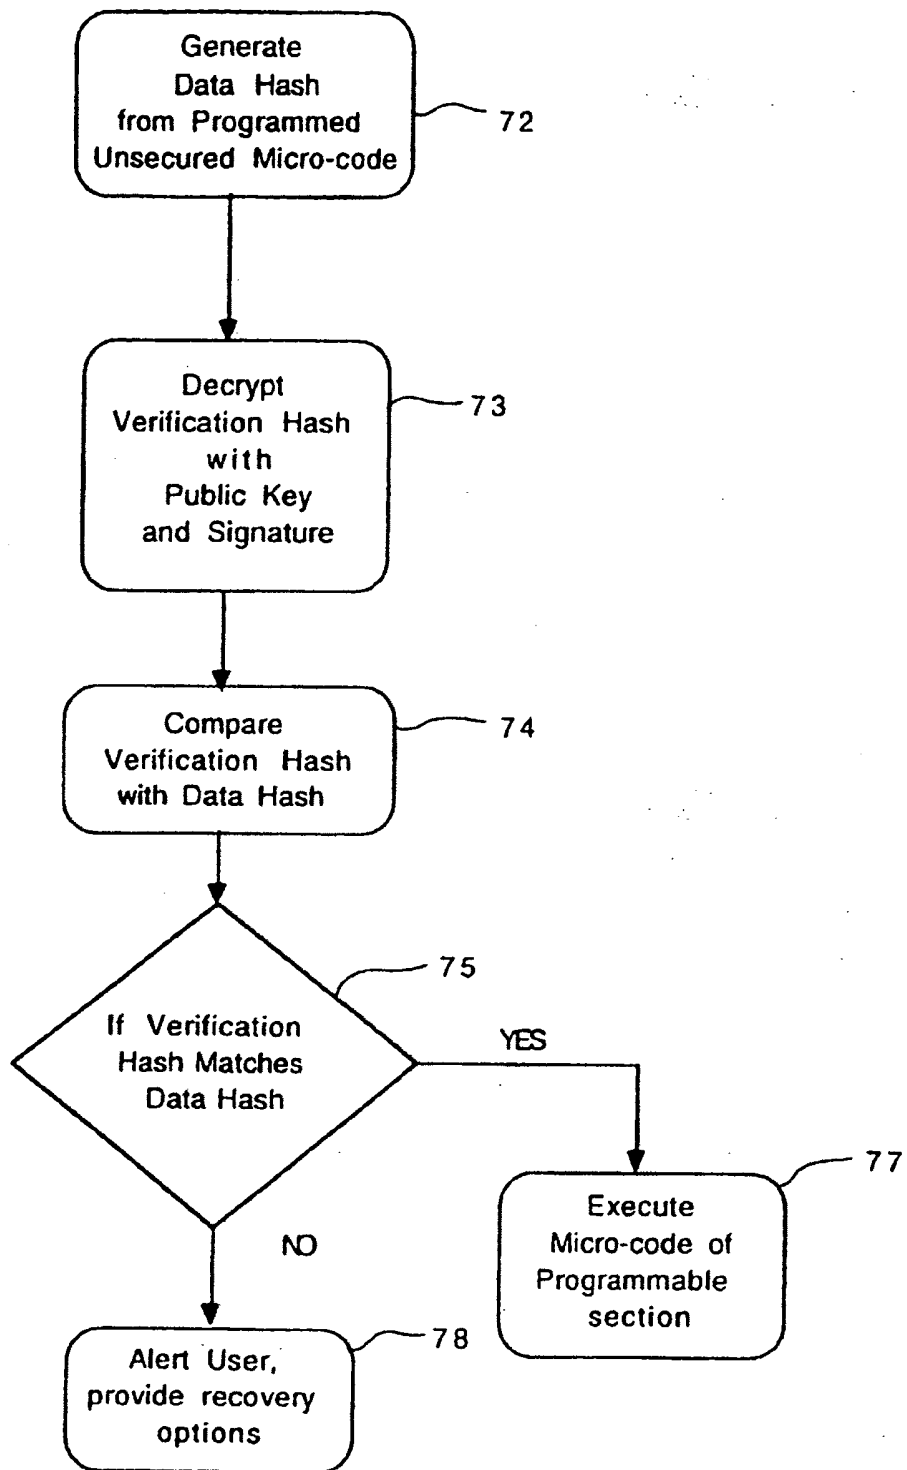 Generate
Data Hash
from Programmed
Unsecured Micro-code
72
Decrypt
Verification Hash
with
Public Key
and Signature
73
Compare
Verification Hash
with Data Hash
74
If Verification
Hash Matches
Data Hash
75
YES
NO
Execute
Micro-code of
Programmable
section
77
Alert User,
provide recovery
options
78